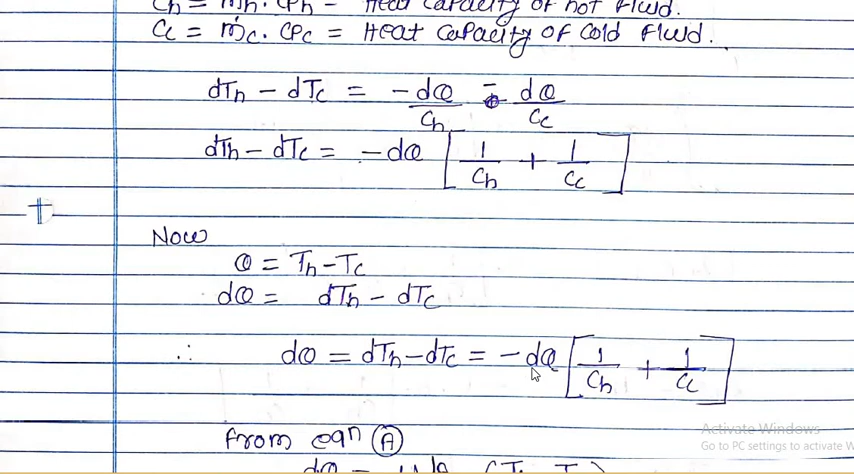 Ch = ṁh. CPh - Heat Capacity of hot Fluid.
Cc = ṁc. CPc = Heat Capacity of Cold Fluid.
dTh - dTc = -dQ/Ch - dQ/Cc
dTh - dTc = -dQ [1/Ch + 1/Cc]
Now
θ = Th - Tc
dθ = dTh - dTc
∴ dθ = dTh - dTc = -dQ [1/Ch + 1/Cc]
From eqn (A)
Activate Windows
Go to PC settings to activate W